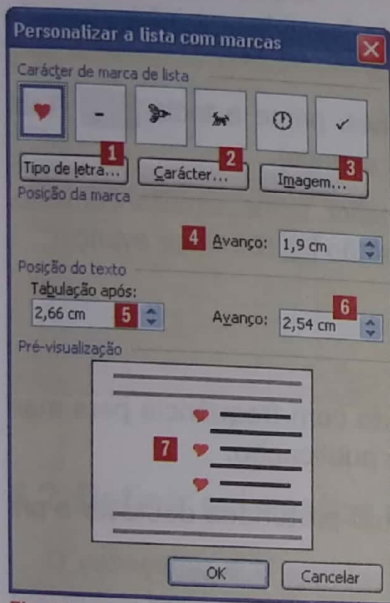 Personalizar a lista com marcas
Carácter de marca de lista
1 2 3
Tipo de letra... Carácter... Imagem...
Posição da marca
4 Avanço: 1,9 cm
Posição do texto
Tabulação após:
2,66 cm 5 Avanço: 2,54 cm 6
Pré-visualização
7
OK Cancelar